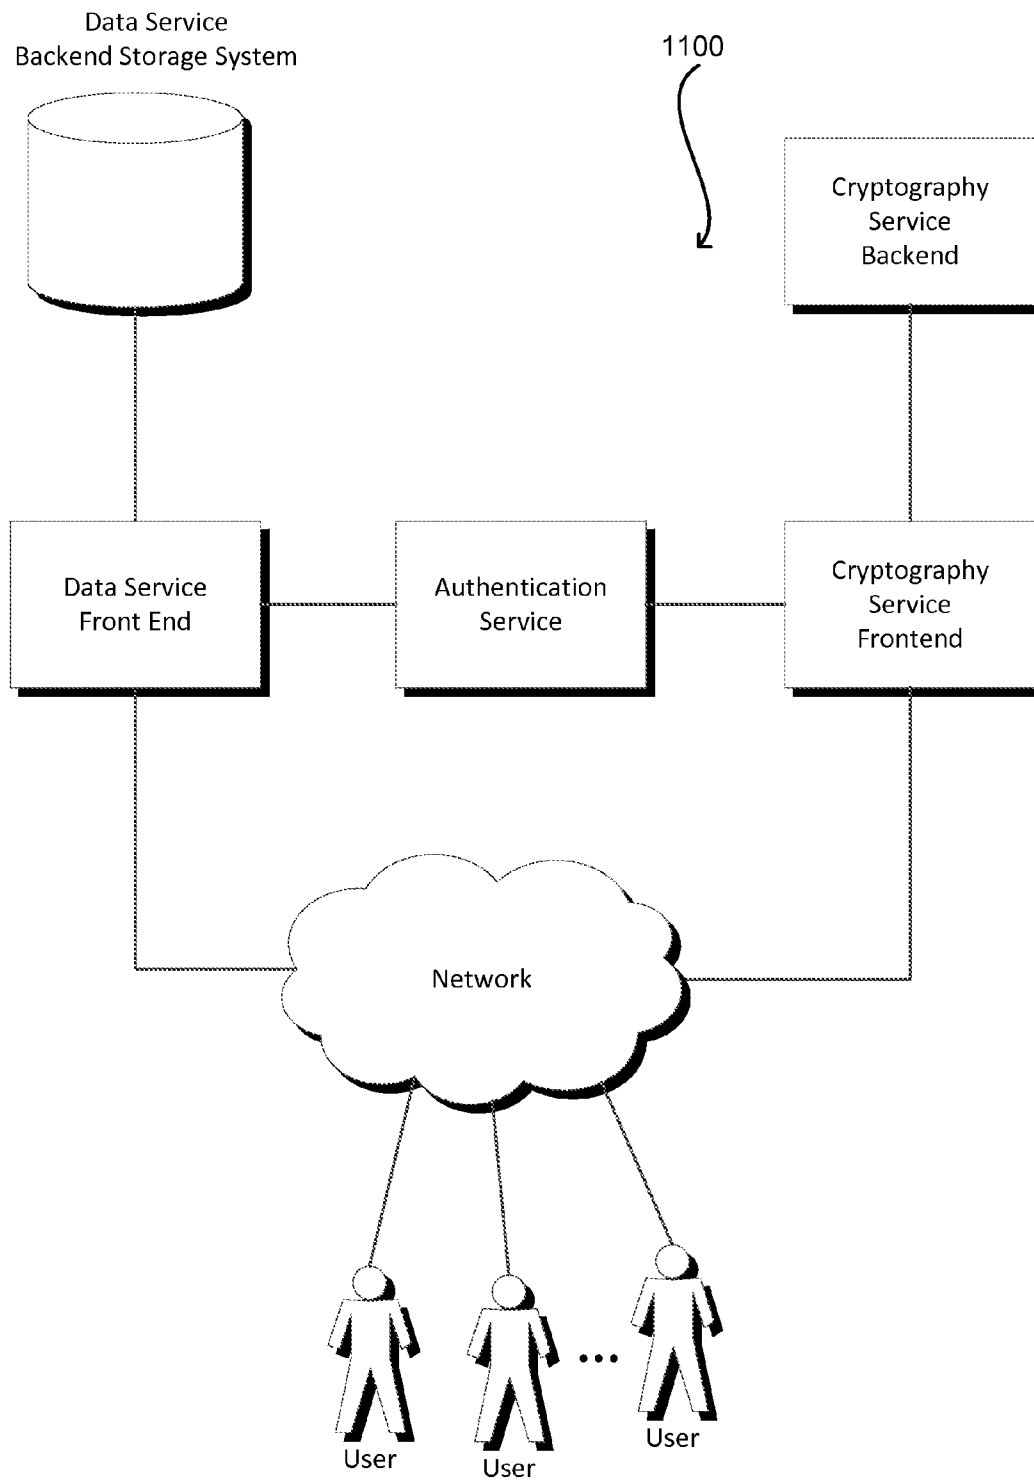 Data Service
Backend Storage System
1100
Cryptography
Service
Backend
Data Service
Front End
Authentication
Service
Cryptography
Service
Frontend
Network
User
User
User